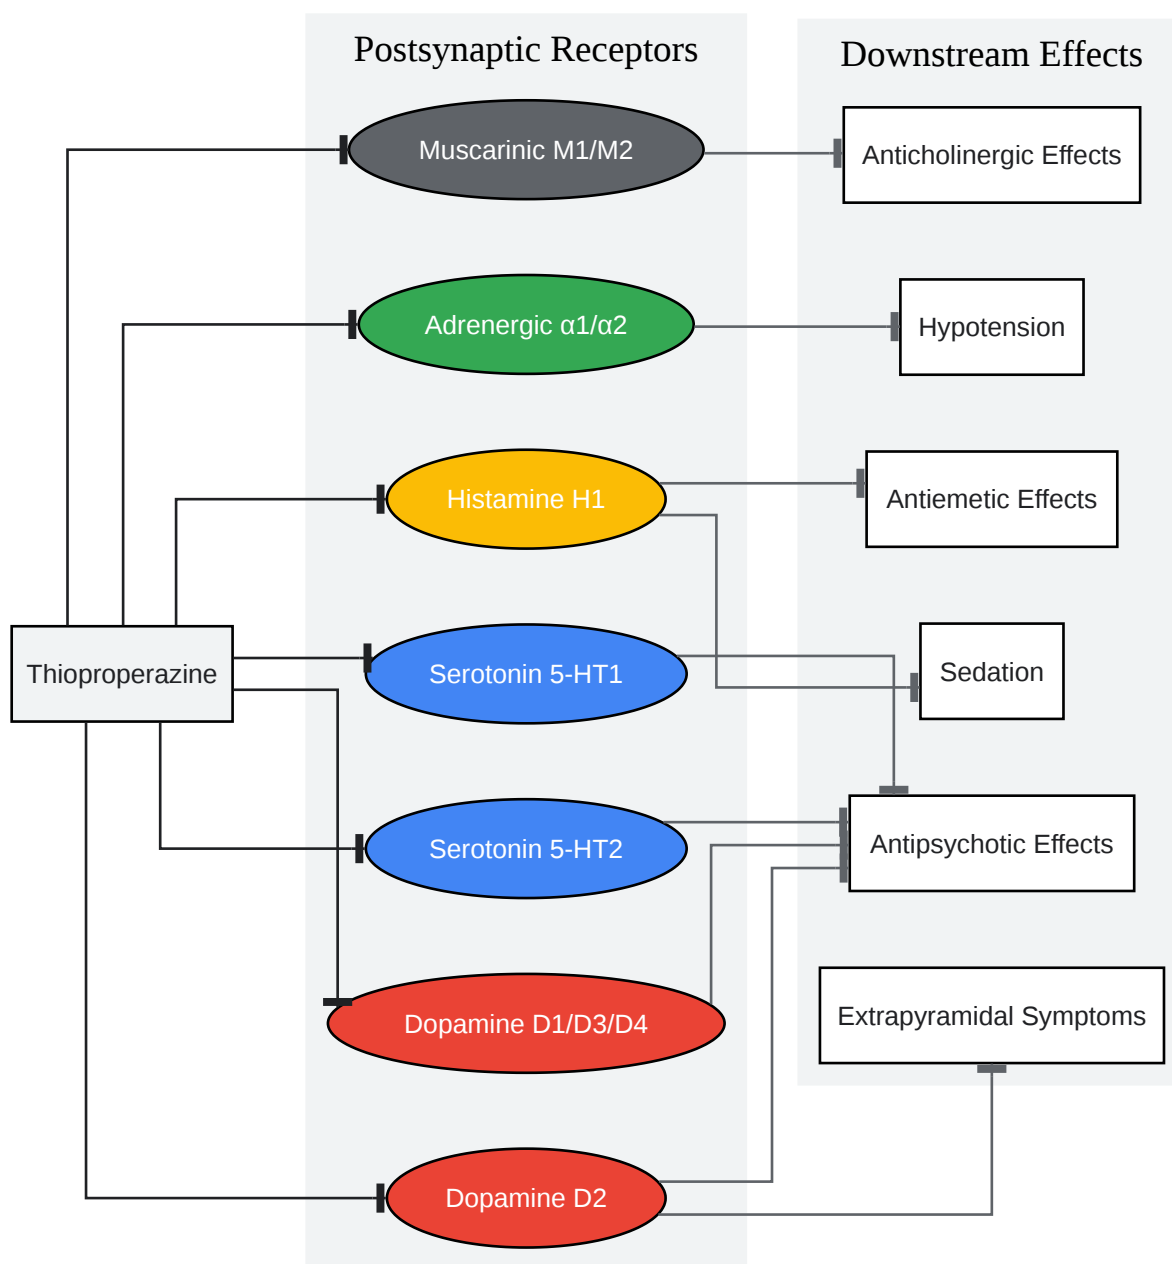 Postsynaptic Receptors
Downstream Effects
Muscarinic M1/M2
Anticholinergic Effects
Adrenergic α1/α2
Hypotension
Histamine H1
Antiemetic Effects
Thioproperazine
Serotonin 5-HT1
Sedation
Serotonin 5-HT2
Antipsychotic Effects
Dopamine D1/D3/D4
Extrapyramidal Symptoms
Dopamine D2